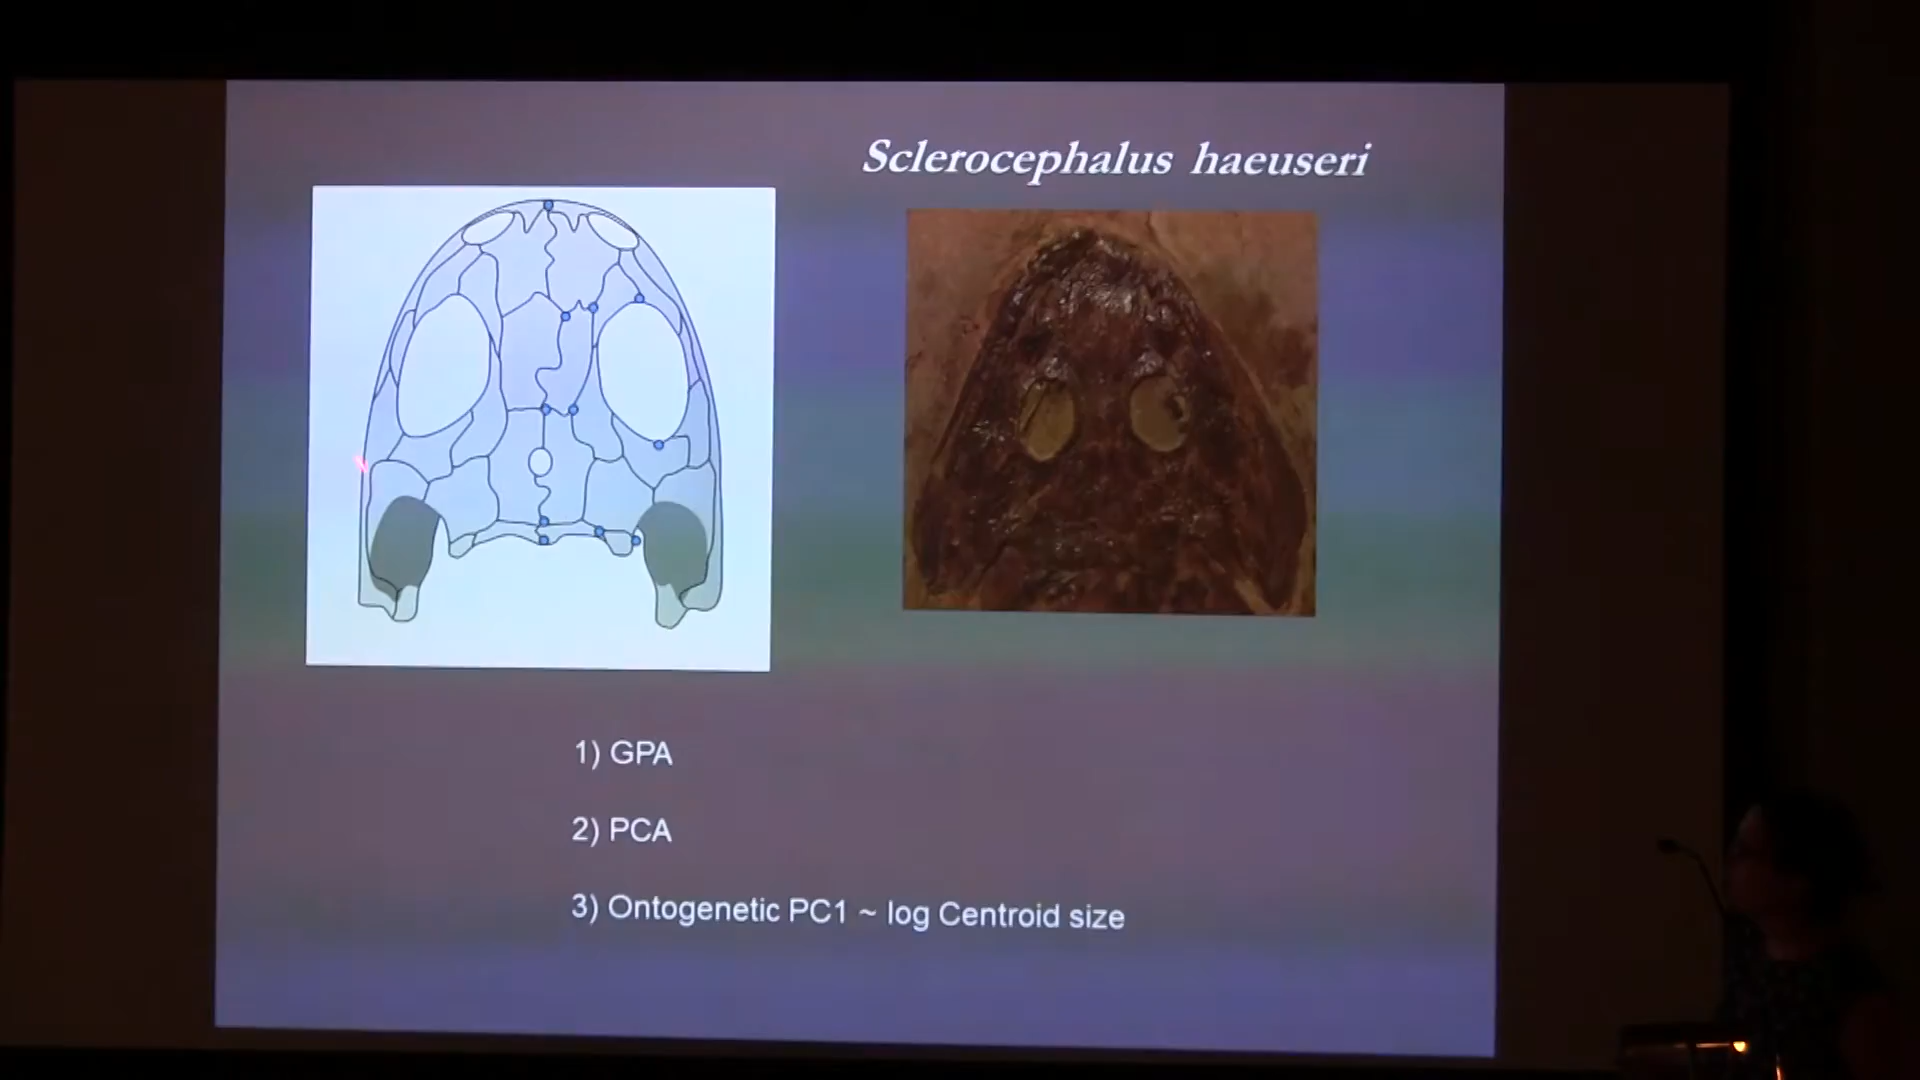 Sclerocephalus haeuseri
1) GPA
2) PCA
3) Ontogenetic PC1 ~ log Centroid size